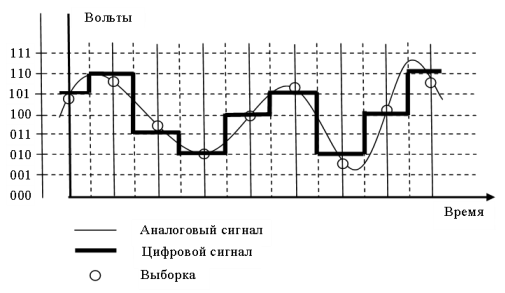 Вольты
111
110
101
100
011
010
001
000
Время
Аналоговый сигнал
Цифровой сигнал
Выборка